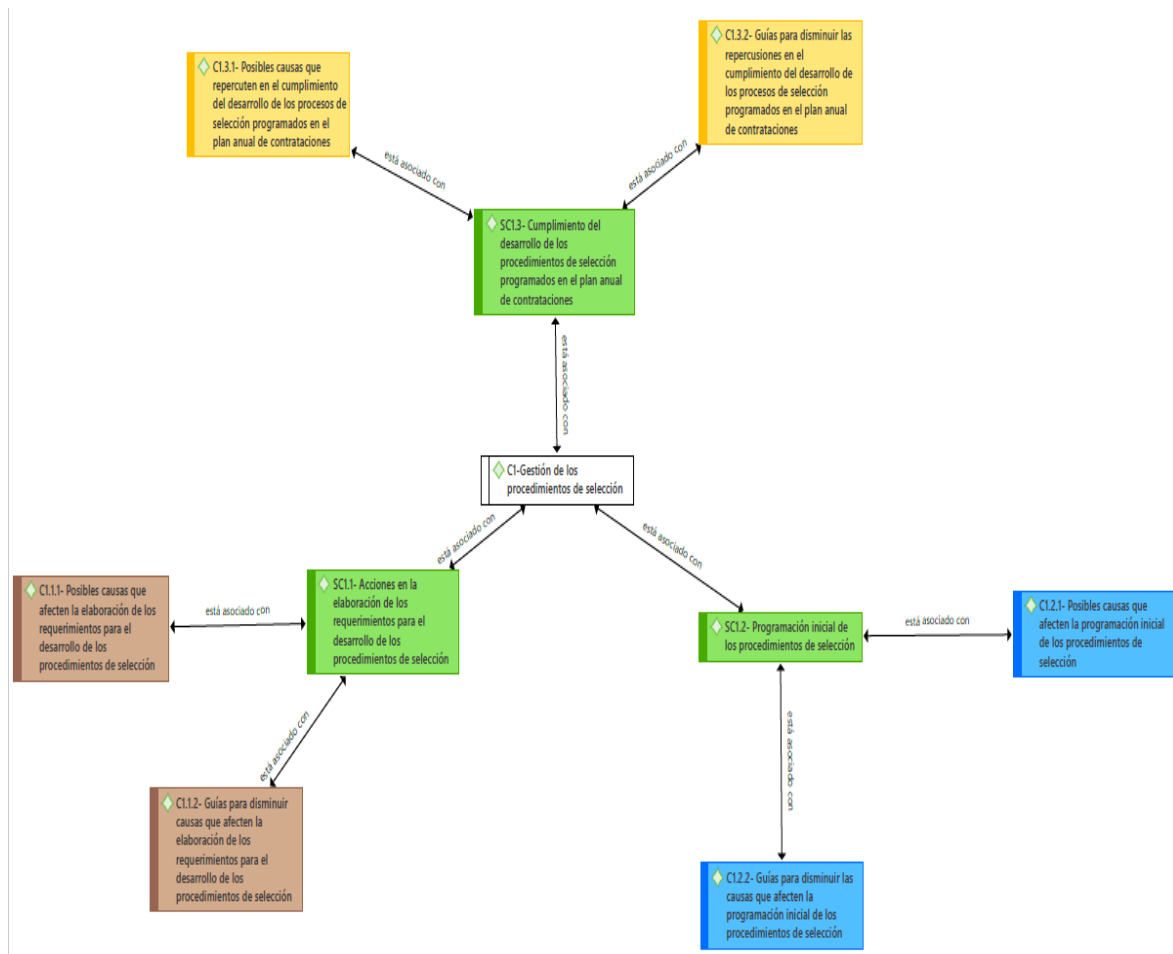 C1.3.1- Posibles causas que
repercuten en el cumplimiento
del desarrollo de los procesos de
selección programados en el
plan anual de contrataciones
C1.3.2- Guías para disminuir las
repercusiones en el
cumplimiento del desarrollo de
los procesos de selección
programados en el plan anual
de contrataciones
está asociado con
está asociado con
SC1.3- Cumplimiento del
desarrollo de los
procedimientos de selección
programados en el plan anual
de contrataciones
está asociado con
C1-Gestión de los
procedimientos de selección
está asociado con
está asociado con
C1.1.1- Posibles causas que
afecten la elaboración de los
requerimientos para el
desarrollo de los
procedimientos de selección
está asociado con
SC1.1- Acciones en la
elaboración de los
requerimientos para el
desarrollo de los
procedimientos de selección
SC1.2- Programación inicial de
los procedimientos de selección
está asociado con
C1.2.1- Posibles causas que
afecten la programación inicial
de los procedimientos de
selección
está asociado con
está asociado con
C1.1.2- Guías para disminuir
causas que afecten la
elaboración de los
requerimientos para el
desarrollo de los
procedimientos de selección
C1.2.2- Guías para disminuir las
causas que afecten la
programación inicial de los
procedimientos de selección